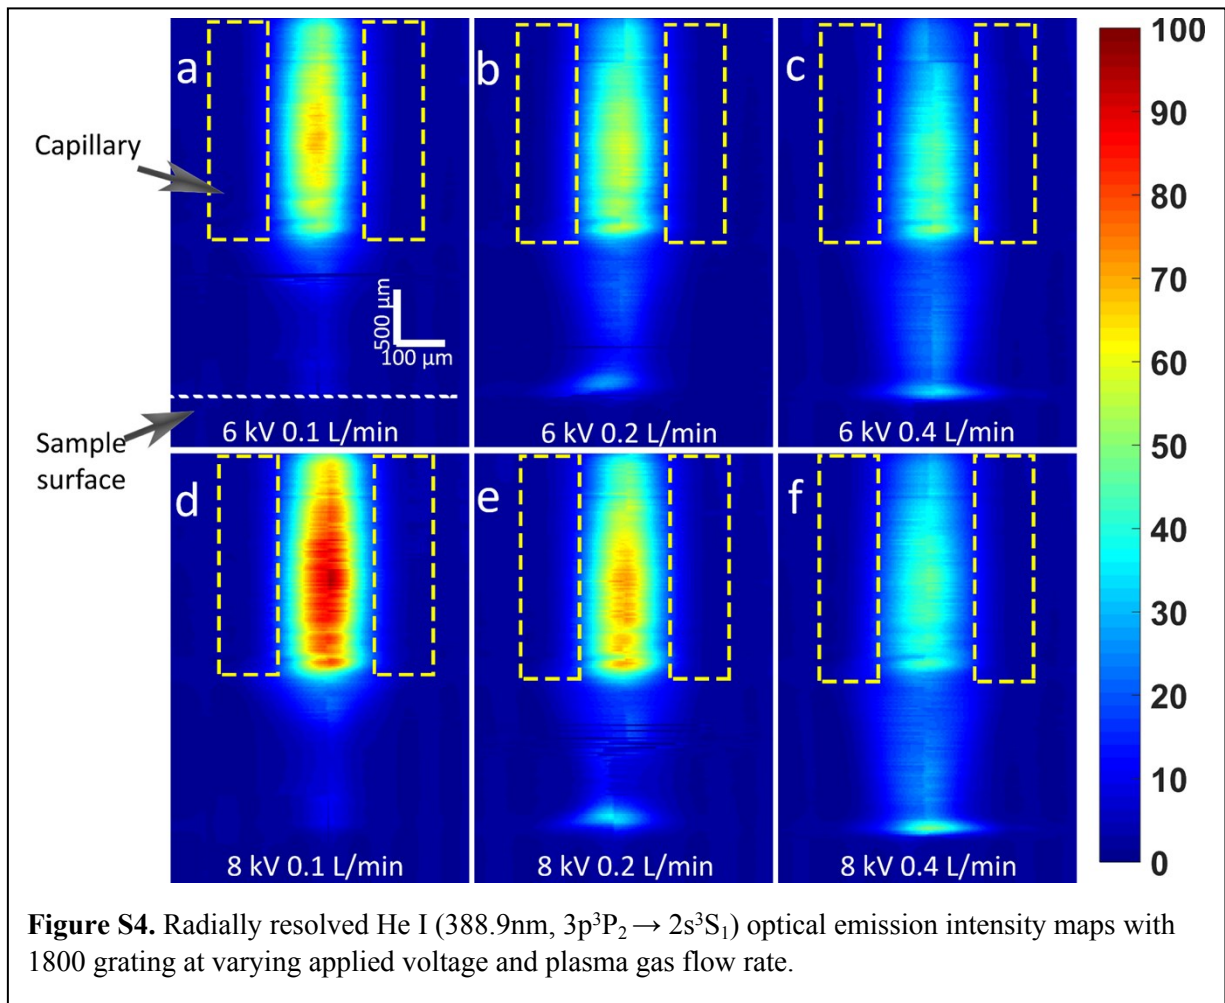 a
b
c
Capillary
500 µm
100 µm
Sample
surface
6 kV 0.1 L/min
6 kV 0.2 L/min
6 kV 0.4 L/min
d
e
f
8 kV 0.1 L/min
8 kV 0.2 L/min
8 kV 0.4 L/min
100
90
80
70
60
50
40
30
20
10
0
Figure S4. Radially resolved He I (388.9nm, 3p³P₂ → 2s³S₁) optical emission intensity maps with
1800 grating at varying applied voltage and plasma gas flow rate.